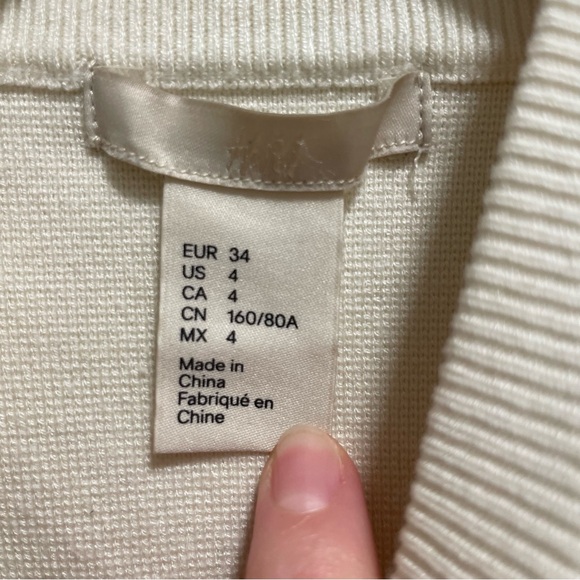 EUR 34
US 4
CA 4
CN 160/80A
MX 4
Made in
China
Fabriqué en
Chine